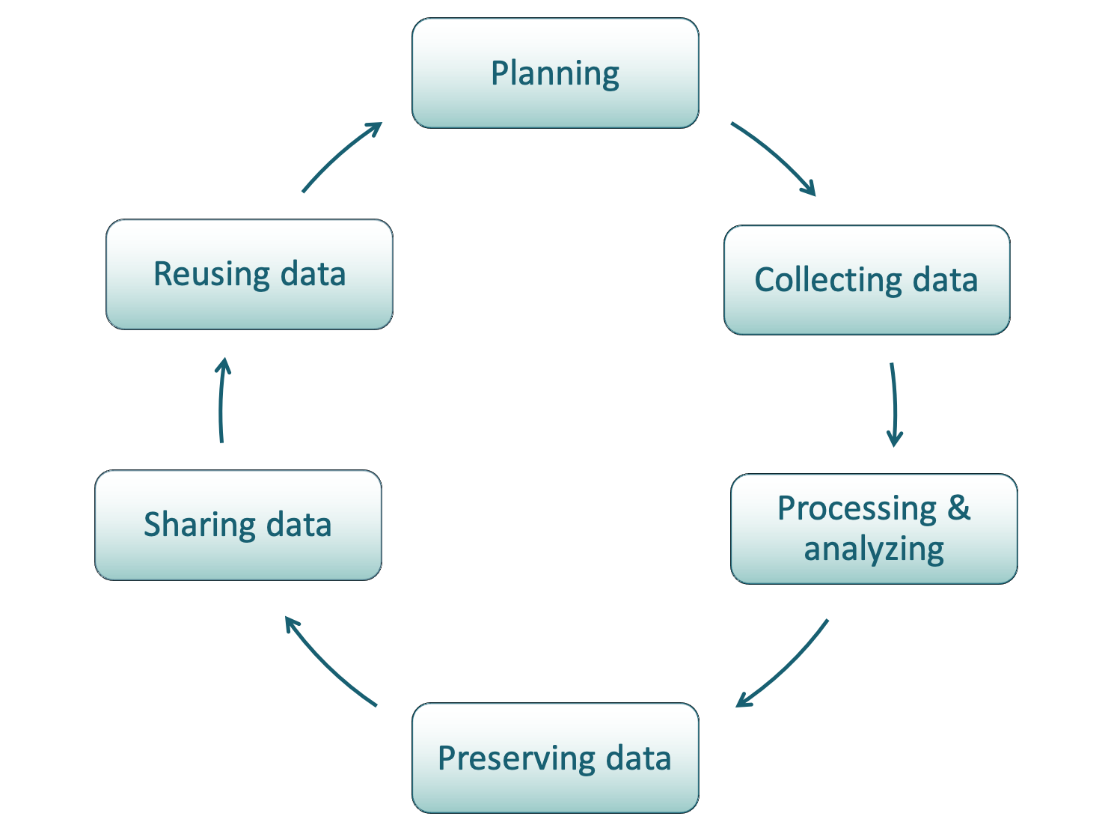 Planning
Collecting data
Processing &
analyzing
Preserving data
Sharing data
Reusing data